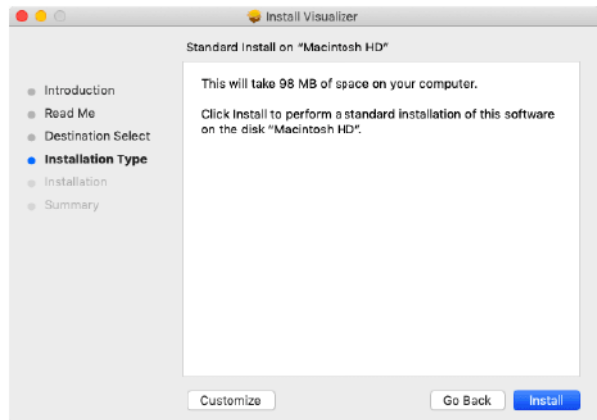 Install Visualizer
Standard Install on "Macintosh HD"
Introduction
Read Me
Destination Select
Installation Type
Installation
Summary
This will take 98 MB of space on your computer.
Click Install to perform a standard installation of this software
on the disk "Macintosh HD".
Customize
Go Back
Install